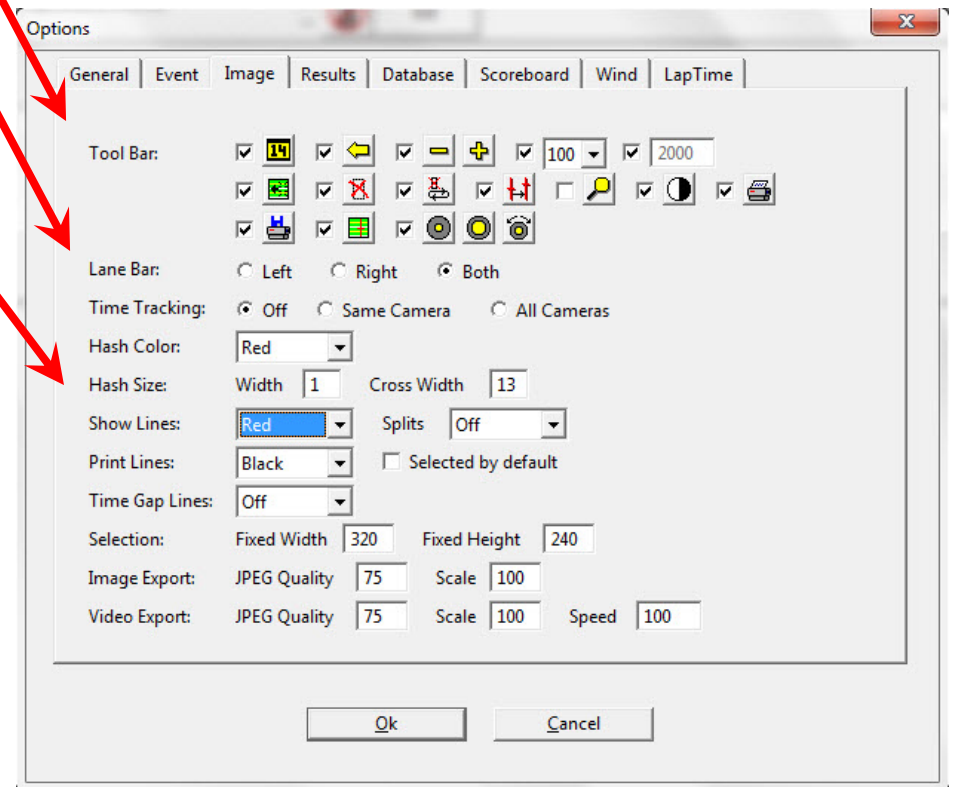 Options
General Event Image Results Database Scoreboard Wind LapTime
Tool Bar: 14 100 2000
Lane Bar: Left Right Both
Time Tracking: Off Same Camera All Cameras
Hash Color: Red
Hash Size: Width 1 Cross Width 13
Show Lines: Red Splits Off
Print Lines: Black Selected by default
Time Gap Lines: Off
Selection: Fixed Width 320 Fixed Height 240
Image Export: JPEG Quality 75 Scale 100
Video Export: JPEG Quality 75 Scale 100 Speed 100
Ok Cancel